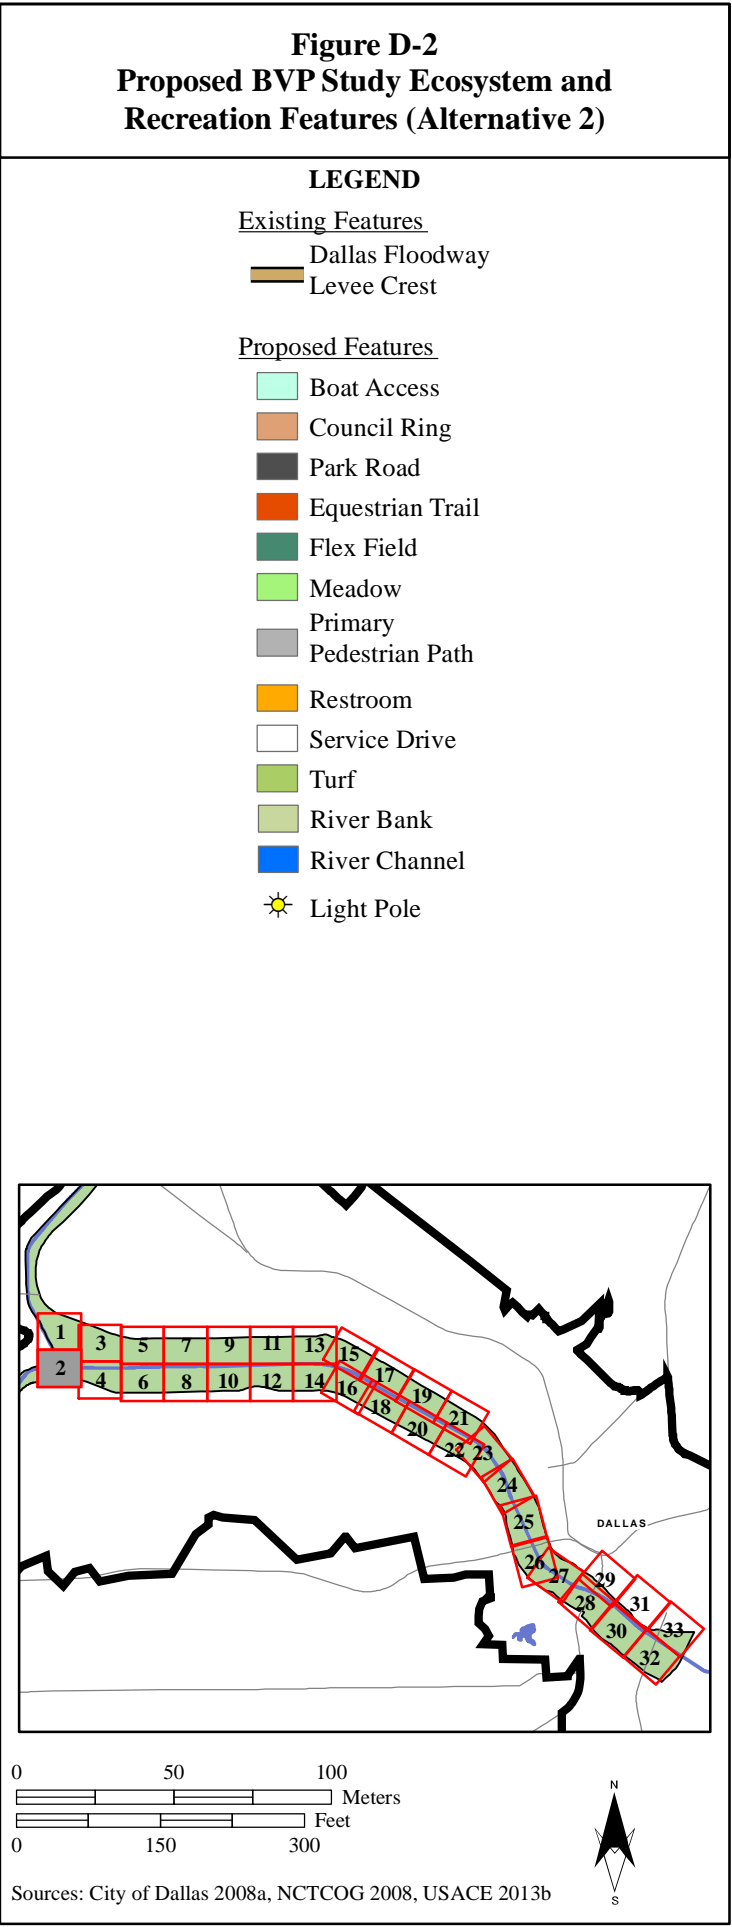 Figure D-2
Proposed BVP Study Ecosystem and
Recreation Features (Alternative 2)
LEGEND
Existing Features
Dallas Floodway
Levee Crest
Proposed Features
Boat Access
Council Ring
Park Road
Equestrian Trail
Flex Field
Meadow
Primary
Pedestrian Path
Restroom
Service Drive
Turf
River Bank
River Channel
Light Pole
1
3 5 7 9 11 13 15
2
4 6 8 10 12 14 16
17
18
19
20
21
22
23
24
25
DALLAS
26
27
28
29
30
31
32
33
0 50 100
Meters
Feet
0 150 300
N
S
Sources: City of Dallas 2008a, NCTCOG 2008, USACE 2013b